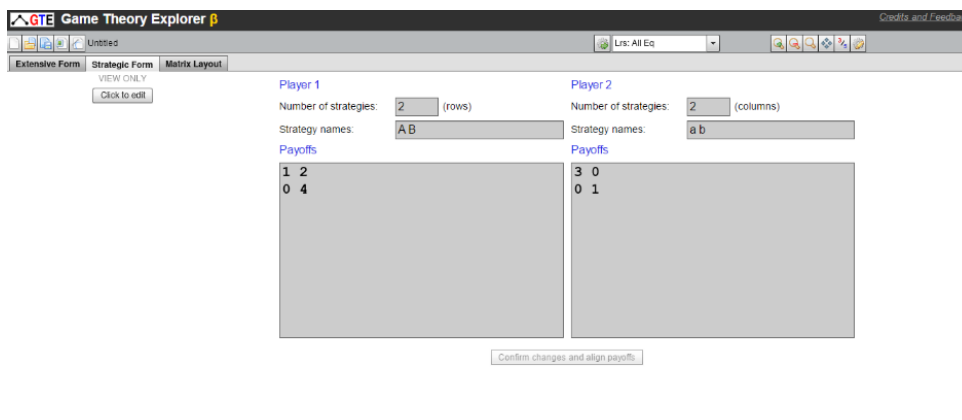 GTE Game Theory Explorer β
Credits and Feedba
Untitled
Lrs: All Eq
Extensive Form Strategic Form Matrix Layout
VIEW ONLY
Click to edit
Player 1 Player 2
Number of strategies: 2 (rows) Number of strategies: 2 (columns)
Strategy names: A B Strategy names: a b
Payoffs Payoffs
1 2 3 0
0 4 0 1
Confirm changes and align payoffs